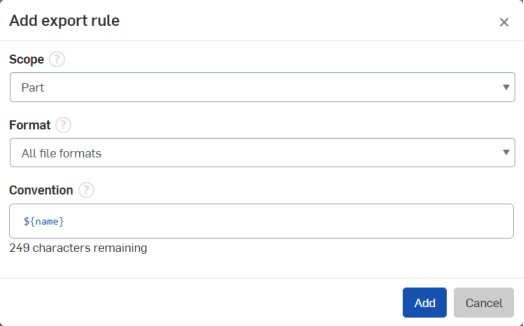 Add export rule
×
Scope ?
Part
Format ?
All file formats
Convention ?
${name}
249 characters remaining
Add Cancel